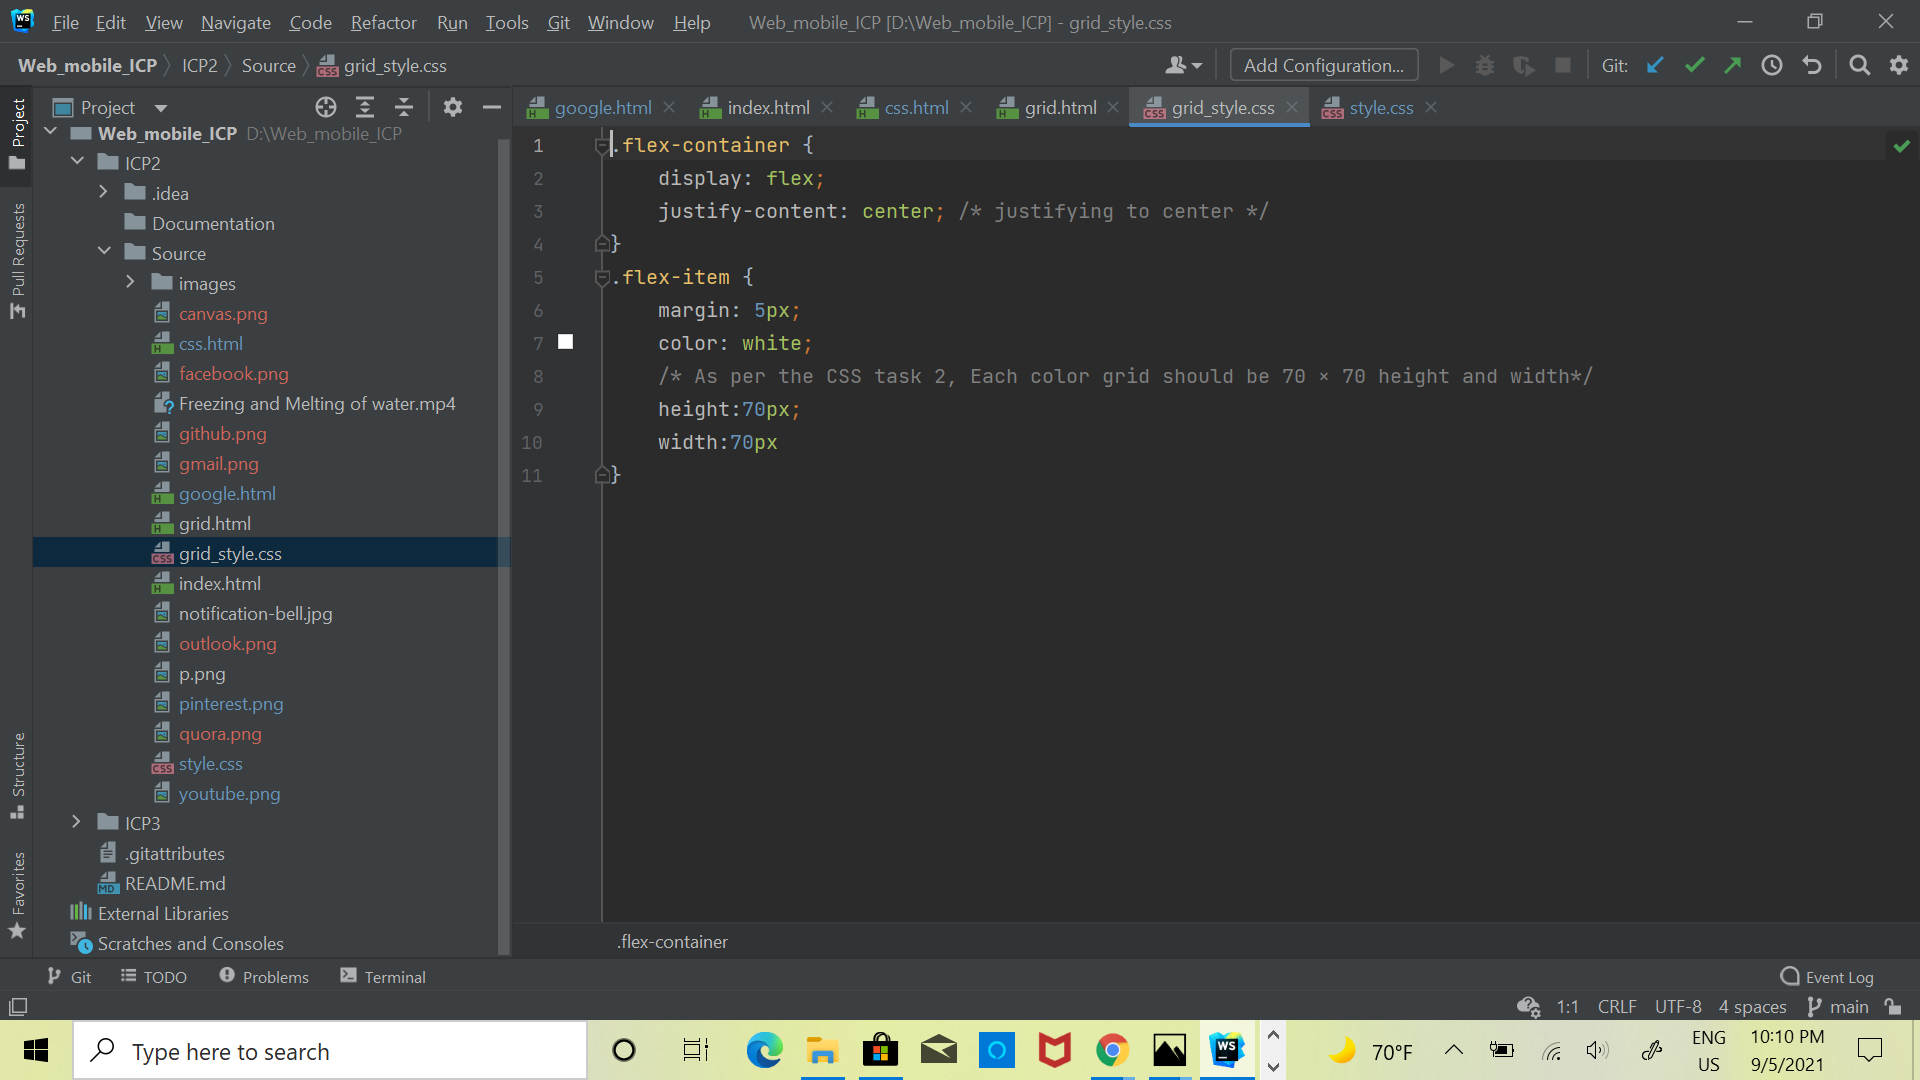 WS File Edit View Navigate Code Refactor Run Tools Git Window Help Web_mobile_ICP [D:\Web_mobile_ICP] - grid_style.css
Web_mobile_ICP ICP2 Source grid_style.css Add Configuration... Git:
Project
google.html index.html css.html grid.html grid_style.css style.css
Project
Pull Requests
Structure
Favorites
Web_mobile_ICP D:\Web_mobile_ICP
ICP2
.idea
Documentation
Source
images
canvas.png
css.html
facebook.png
Freezing and Melting of water.mp4
github.png
gmail.png
google.html
grid.html
grid_style.css
index.html
notification-bell.jpg
outlook.png
p.png
pinterest.png
quora.png
style.css
youtube.png
ICP3
.gitattributes
README.md
External Libraries
Scratches and Consoles
1 .flex-container {
2 display: flex;
3 justify-content: center; /* justifying to center */
4 }
5 .flex-item {
6 margin: 5px;
7 color: white;
8 /* As per the CSS task 2, Each color grid should be 70 × 70 height and width*/
9 height:70px;
10 width:70px
11 }
.flex-container
Git TODO Problems Terminal Event Log
1:1 CRLF UTF-8 4 spaces main
Type here to search
WS
70°F
ENG
US
10:10 PM
9/5/2021